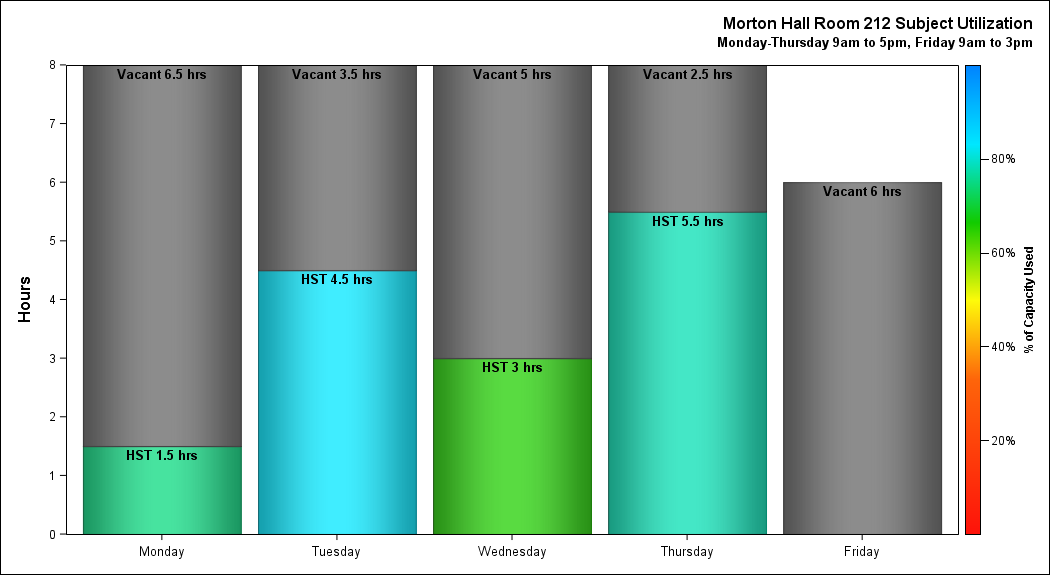 Morton Hall Room 212 Subject Utilization
Monday-Thursday 9am to 5pm, Friday 9am to 3pm
Hours
8
7
6
5
4
3
2
1
0
Vacant 6.5 hrs
HST 1.5 hrs
Vacant 3.5 hrs
HST 4.5 hrs
Vacant 5 hrs
HST 3 hrs
Vacant 2.5 hrs
HST 5.5 hrs
Vacant 6 hrs
Monday
Tuesday
Wednesday
Thursday
Friday
80%
60%
40%
20%
% of Capacity Used